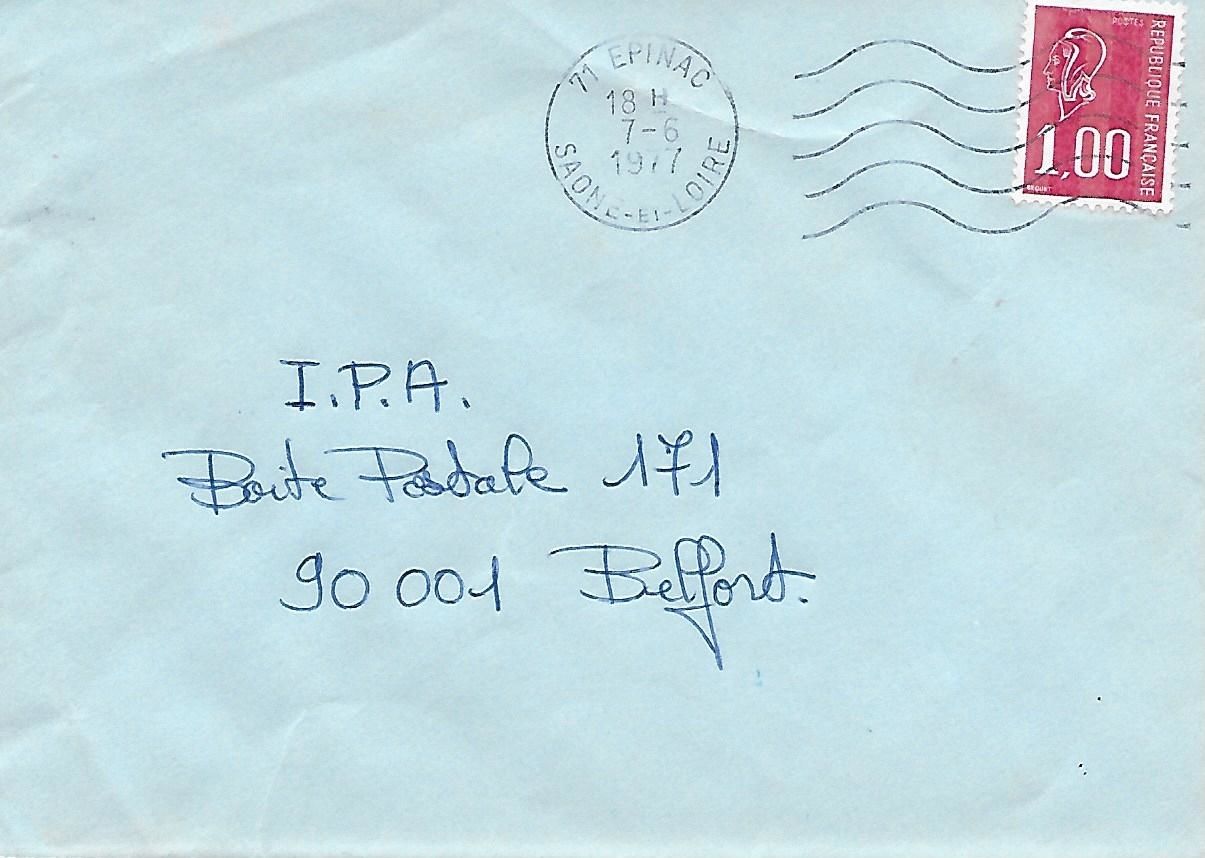 71 EPINAC
18 H
7-6
1977
SAONE-ET-LOIRE
POSTES
REPUBLIQUE FRANÇAISE
1,00
BEQUET
I.P.A.
Boite Postale 171
90 001 Belfort.